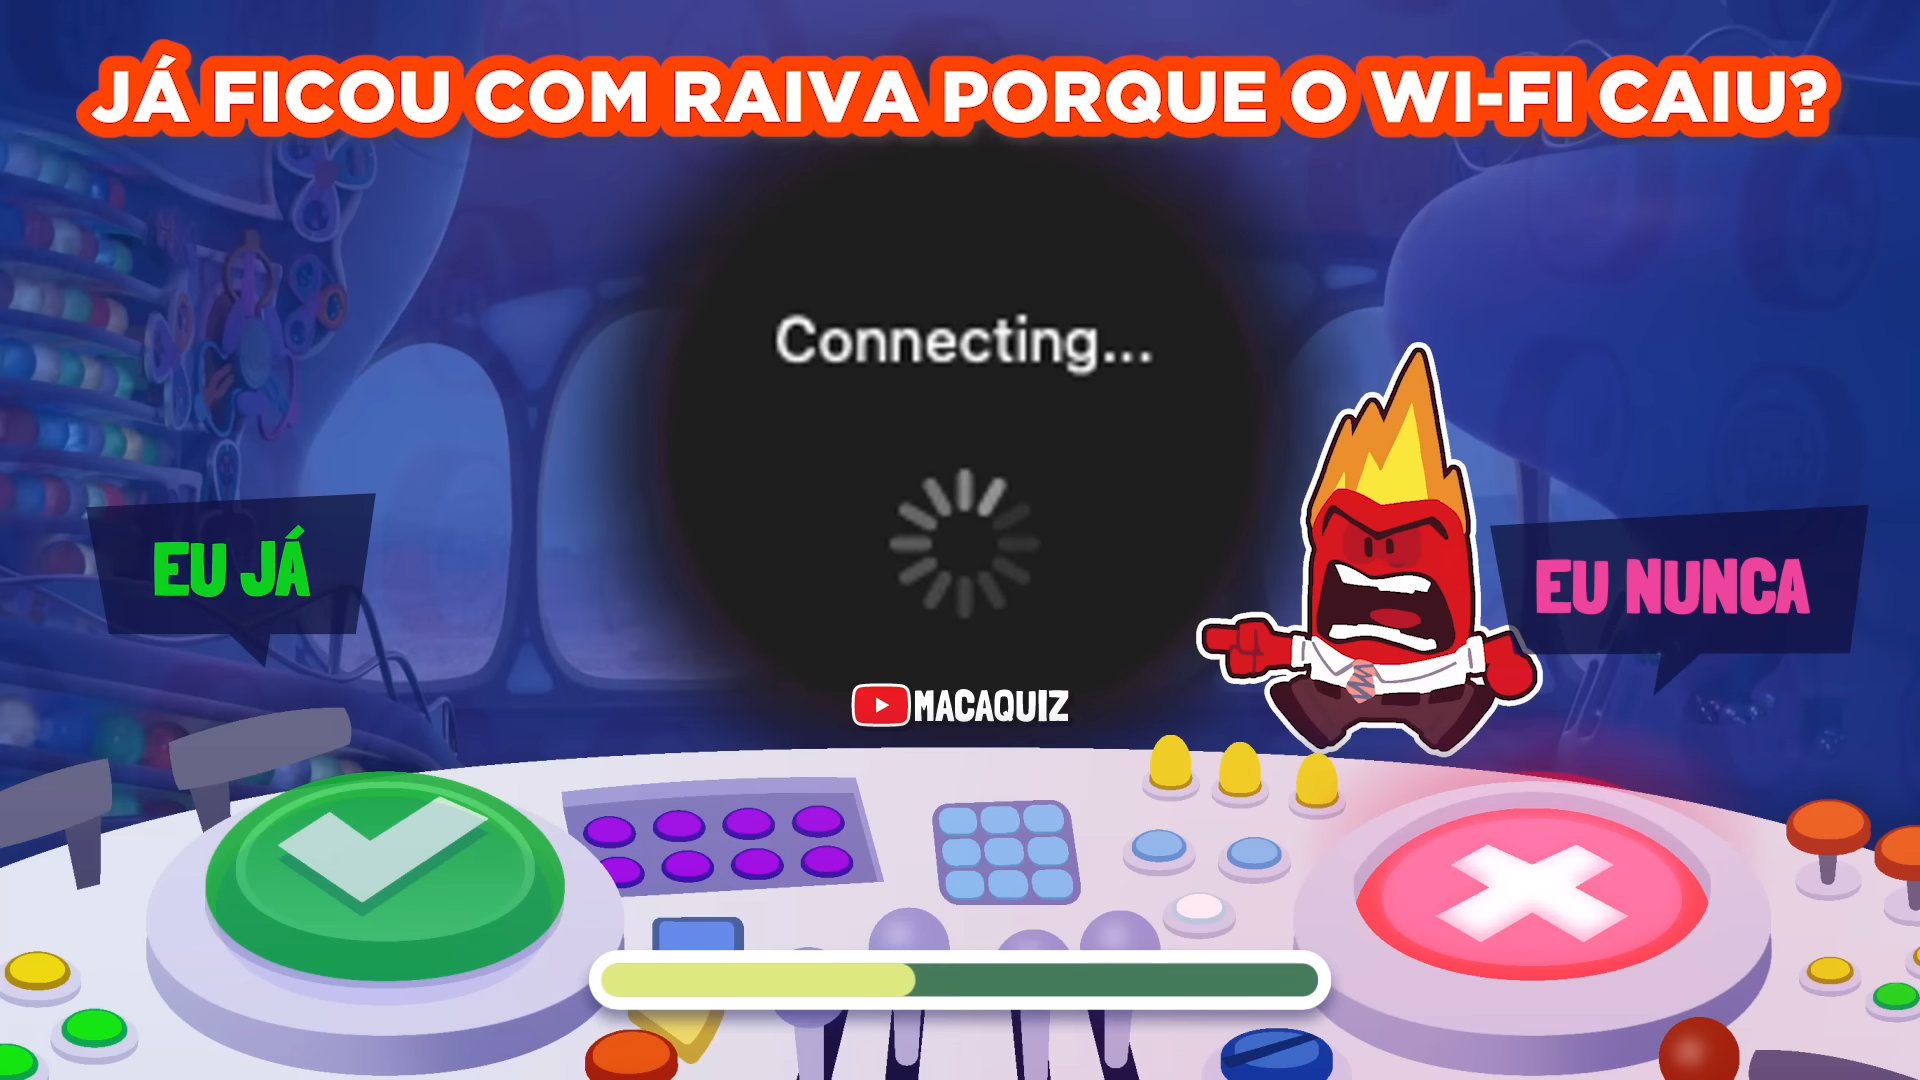 JÁ FICOU COM RAIVA PORQUE O WI-FI CAIU?
Connecting...
EU JÁ
EU NUNCA
MACAQUIZ